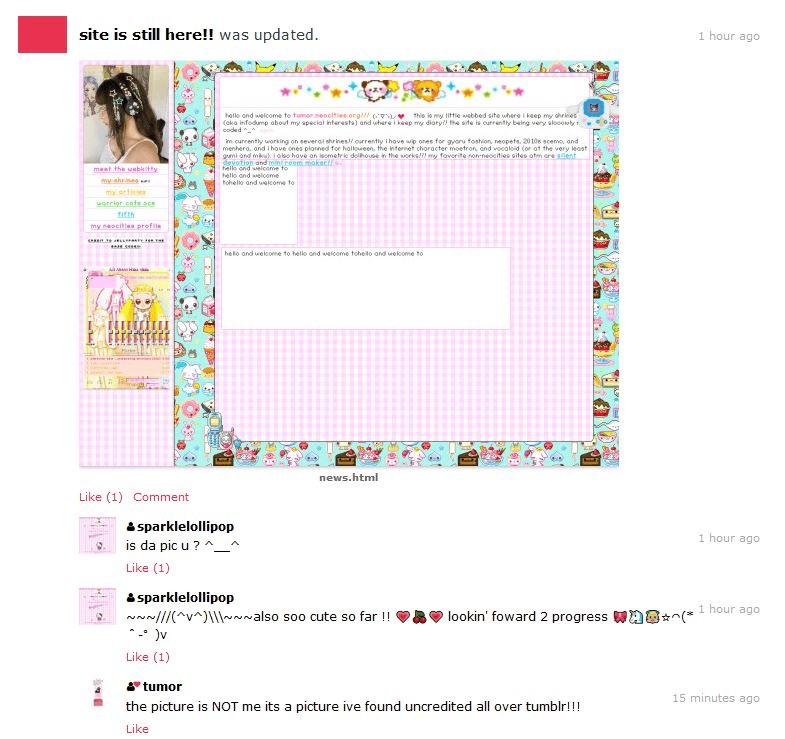 site is still here!! was updated.
1 hour ago
meet the webkitty
my shrines
my articles
warrior cats ocs
fifth
my neocities profile
CREDIT TO JELLYPARTY FOR THE
BASE CODE!!
hello and welcome to tumor.neocities.org/// This is my little webbed site where i keep my shrines
(aka infodump about my special interests) and where i keep my diary// the site is currently being very slooowly
coded ^_^
im currently working on several shrines// currently i have wip ones for gyaru fashion, neopets, 2010s scemo, and
menhera, and i have ones planned for halloween, the internet character moetron, and vocaloid (or at the very least
gumi and miku). i also have an isometric dollhouse in the works!// my favorite non-neocities sites atm are silent
devotion and mini room maker!!
hello and welcome to
hello and welcome
tohello and welcome to
hello and welcome to hello and welcome tohello and welcome to
news.html
Like (1) Comment
sparklelollipop
1 hour ago
is da pic u ? ^__^
Like (1)
sparklelollipop
1 hour ago
~~~///(^v^)\\\~~~also soo cute so far !! 💗🍒💗 lookin' foward 2 progress 🎀🦄👼☆⌒(*
＾-゜)v
Like (1)
tumor
15 minutes ago
the picture is NOT me its a picture ive found uncredited all over tumblr!!!
Like